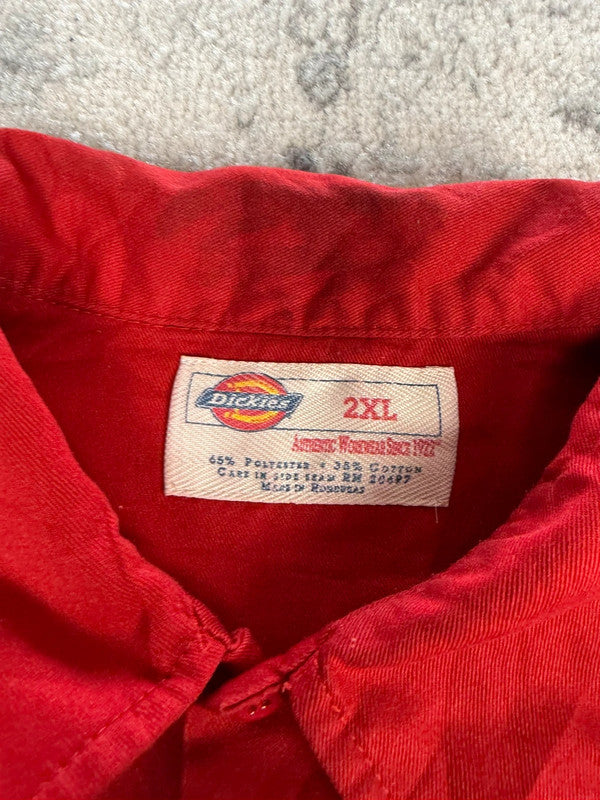 Dickies
2XL
Authentic Workwear Since 1922
65% Polyester • 35% Cotton
Care in side seam RN 20697
Made in Honduras